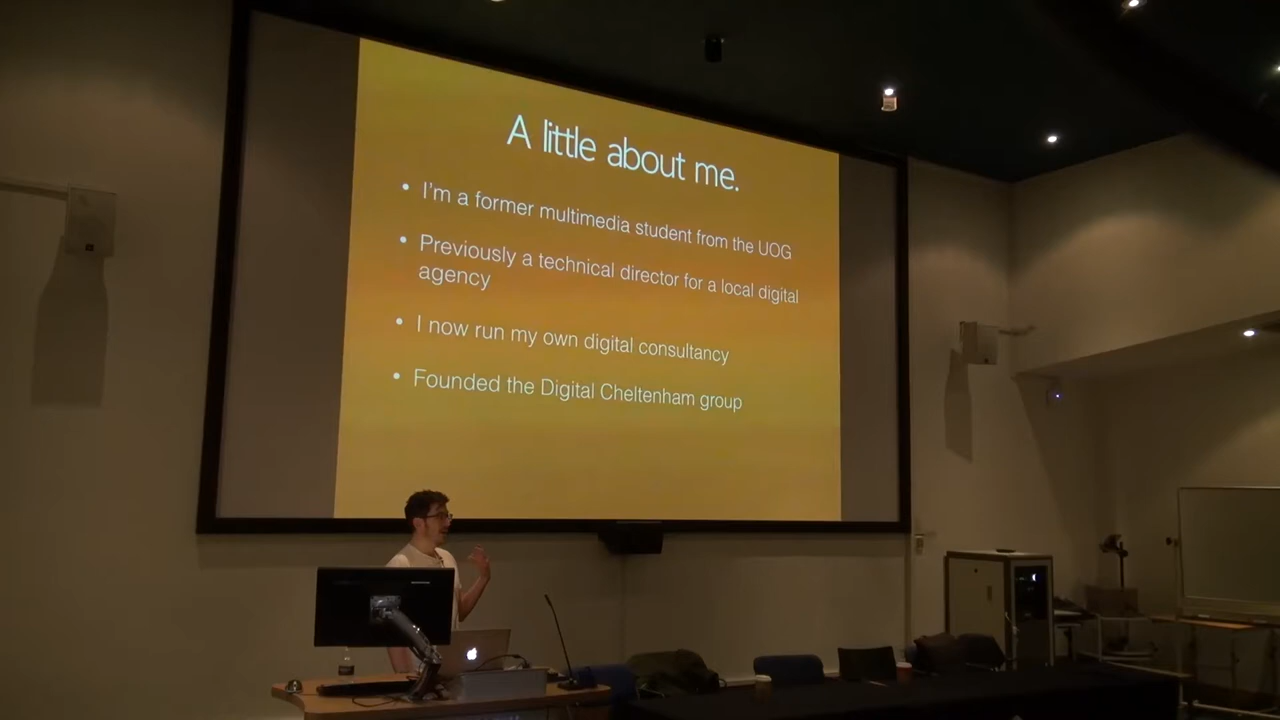 A little about me.
• I'm a former multimedia student from the UOG
• Previously a technical director for a local digital
agency
• I now run my own digital consultancy
• Founded the Digital Cheltenham group